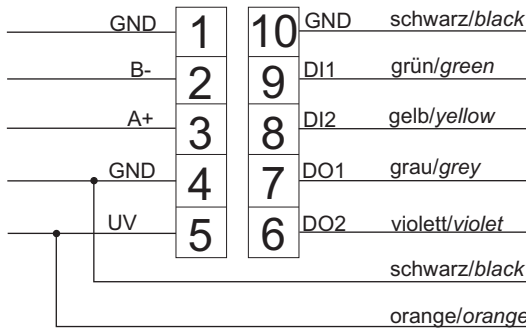 GND 1 10 GND schwarz/black
B- 2 9 DI1 grün/green
A+ 3 8 DI2 gelb/yellow
GND 4 7 DO1 grau/grey
UV 5 6 DO2 violett/violet
schwarz/black
orange/orange